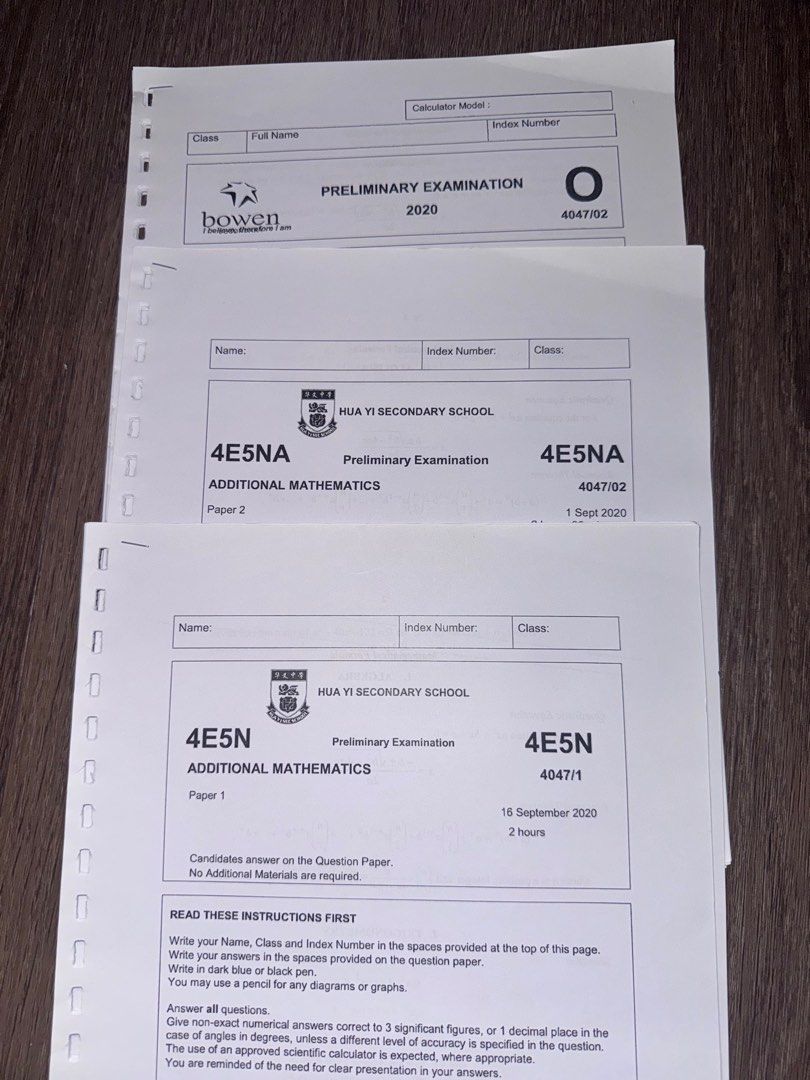 Calculator Model :
Class
Full Name
Index Number
bowen
I believe, therefore I am
PRELIMINARY EXAMINATION
2020
O
4047/02
Name:
Index Number:
Class:
HUA YI SECONDARY SCHOOL
4E5NA
Preliminary Examination
4E5NA
ADDITIONAL MATHEMATICS
4047/02
Paper 2
1 Sept 2020
Name:
Index Number:
Class:
HUA YI SECONDARY SCHOOL
4E5N
Preliminary Examination
4E5N
ADDITIONAL MATHEMATICS
4047/1
Paper 1
16 September 2020
2 hours
Candidates answer on the Question Paper.
No Additional Materials are required.
READ THESE INSTRUCTIONS FIRST
Write your Name, Class and Index Number in the spaces provided at the top of this page.
Write your answers in the spaces provided on the question paper.
Write in dark blue or black pen.
You may use a pencil for any diagrams or graphs.
Answer all questions.
Give non-exact numerical answers correct to 3 significant figures, or 1 decimal place in the
case of angles in degrees, unless a different level of accuracy is specified in the question.
The use of an approved scientific calculator is expected, where appropriate.
You are reminded of the need for clear presentation in your answers.